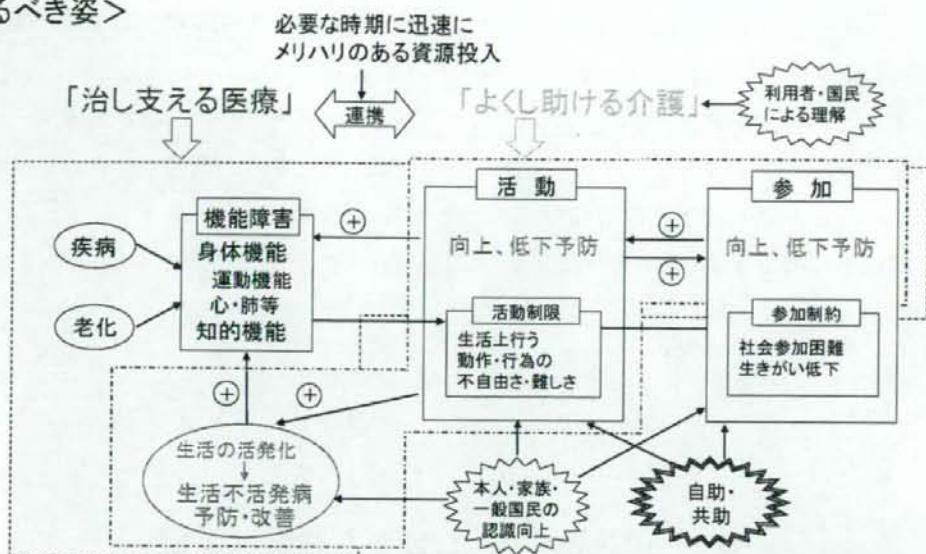 るべき姿>
必要な時期に迅速に
メリハリのある資源投入
「治し支える医療」
連携
「よくし助ける介護」
利用者・国民
による理解
活動
参加
機能障害
身体機能
運動機能
心・肺等
知的機能
疾病
老化
+
向上、低下予防
+
+
向上、低下予防
活動制限
生活上行う
動作・行為の
不自由さ・難しさ
参加制約
社会参加困難
生きがい低下
+
+
生活の活発化
生活不活発病
予防・改善
本人・家族・
一般国民の
認識向上
自助・
共助